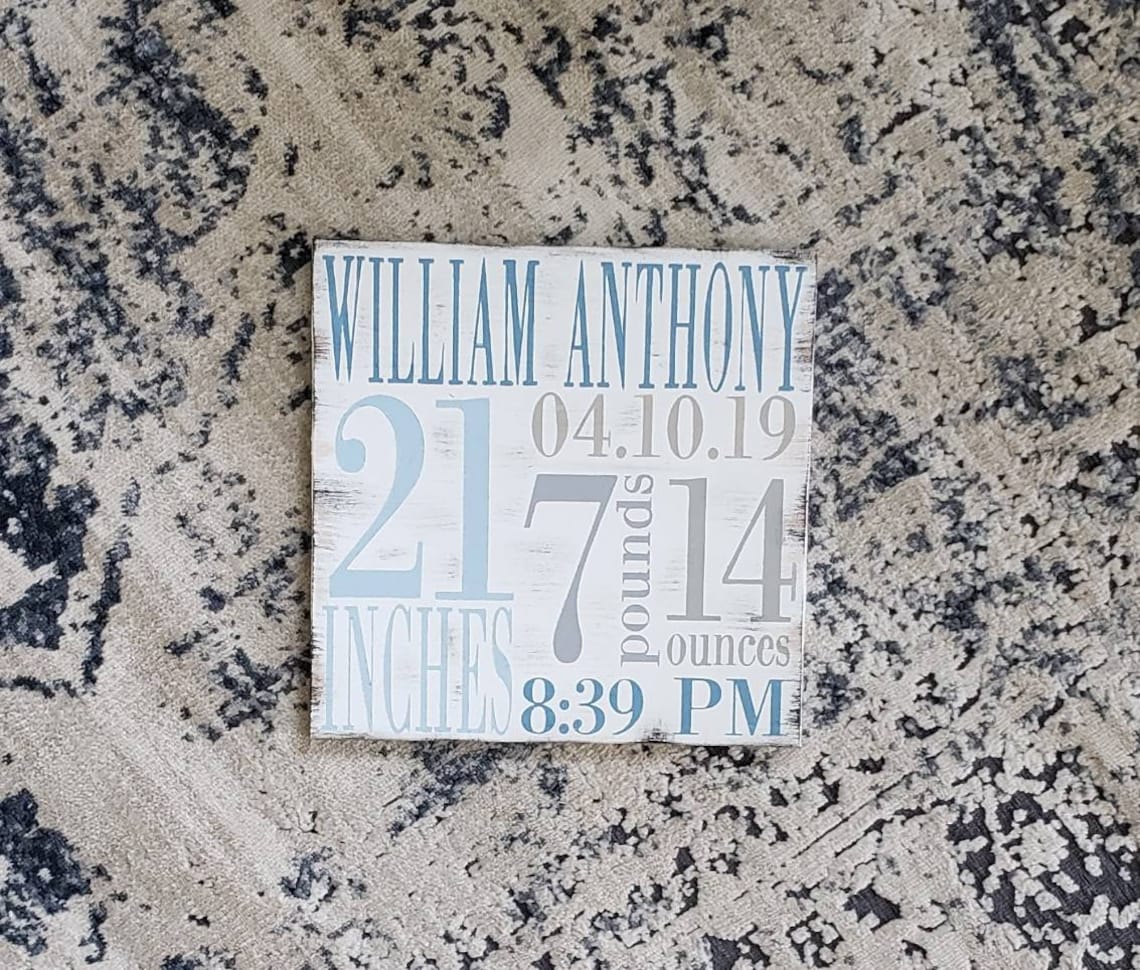 WILLIAM ANTHONY
21
INCHES
04.10.19
7
pounds
14
ounces
8:39 PM